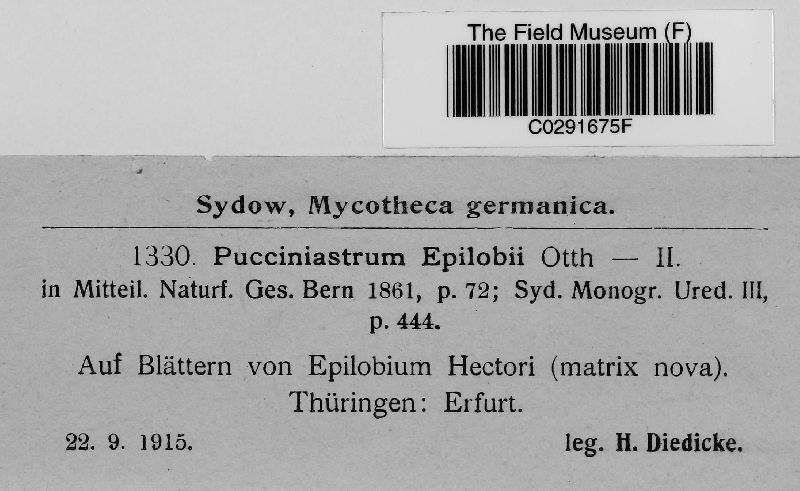 The Field Museum (F)
C0291675F
Sydow, Mycotheca germanica.
1330. Pucciniastrum Epilobii Otth — II.
in Mitteil. Naturf. Ges. Bern 1861, p. 72; Syd. Monogr. Ured. III,
p. 444.
Auf Blättern von Epilobium Hectori (matrix nova).
Thüringen: Erfurt.
22. 9. 1915. leg. H. Diedicke.